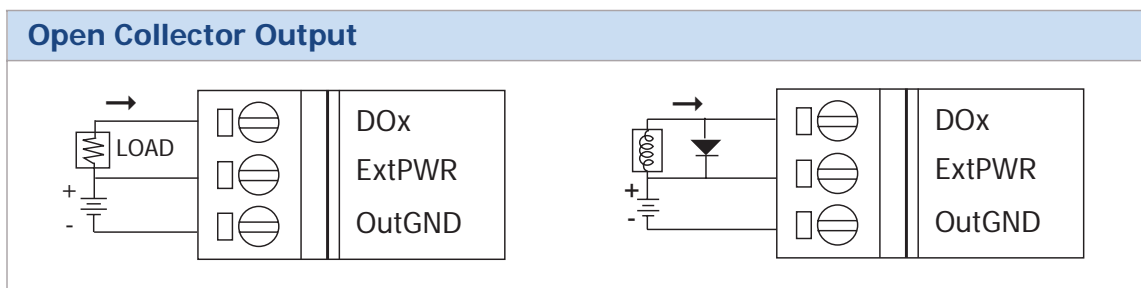 Open Collector Output
DOx
LOAD
ExtPWR
+
-
OutGND
DOx
ExtPWR
+
-
OutGND